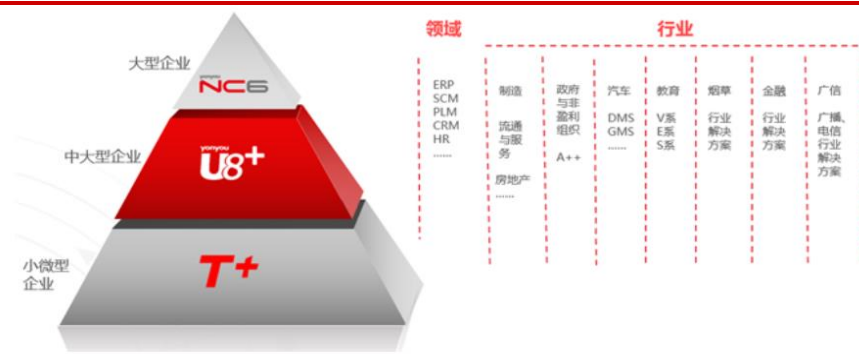 领域
行业
大型企业
yonyou
NC6
中大型企业
yonyou
U8+
小微型
企业
T+
ERP
SCM
PLM
CRM
HR
......
制造
流通
与服
务
房地产
......
政府
与非
盈利
组织
A++
汽车
DMS
GMS
......
教育
V系
E系
S系
烟草
行业
解决
方案
金融
行业
解决
方案
广信
广播、
电信
行业
解决
方案